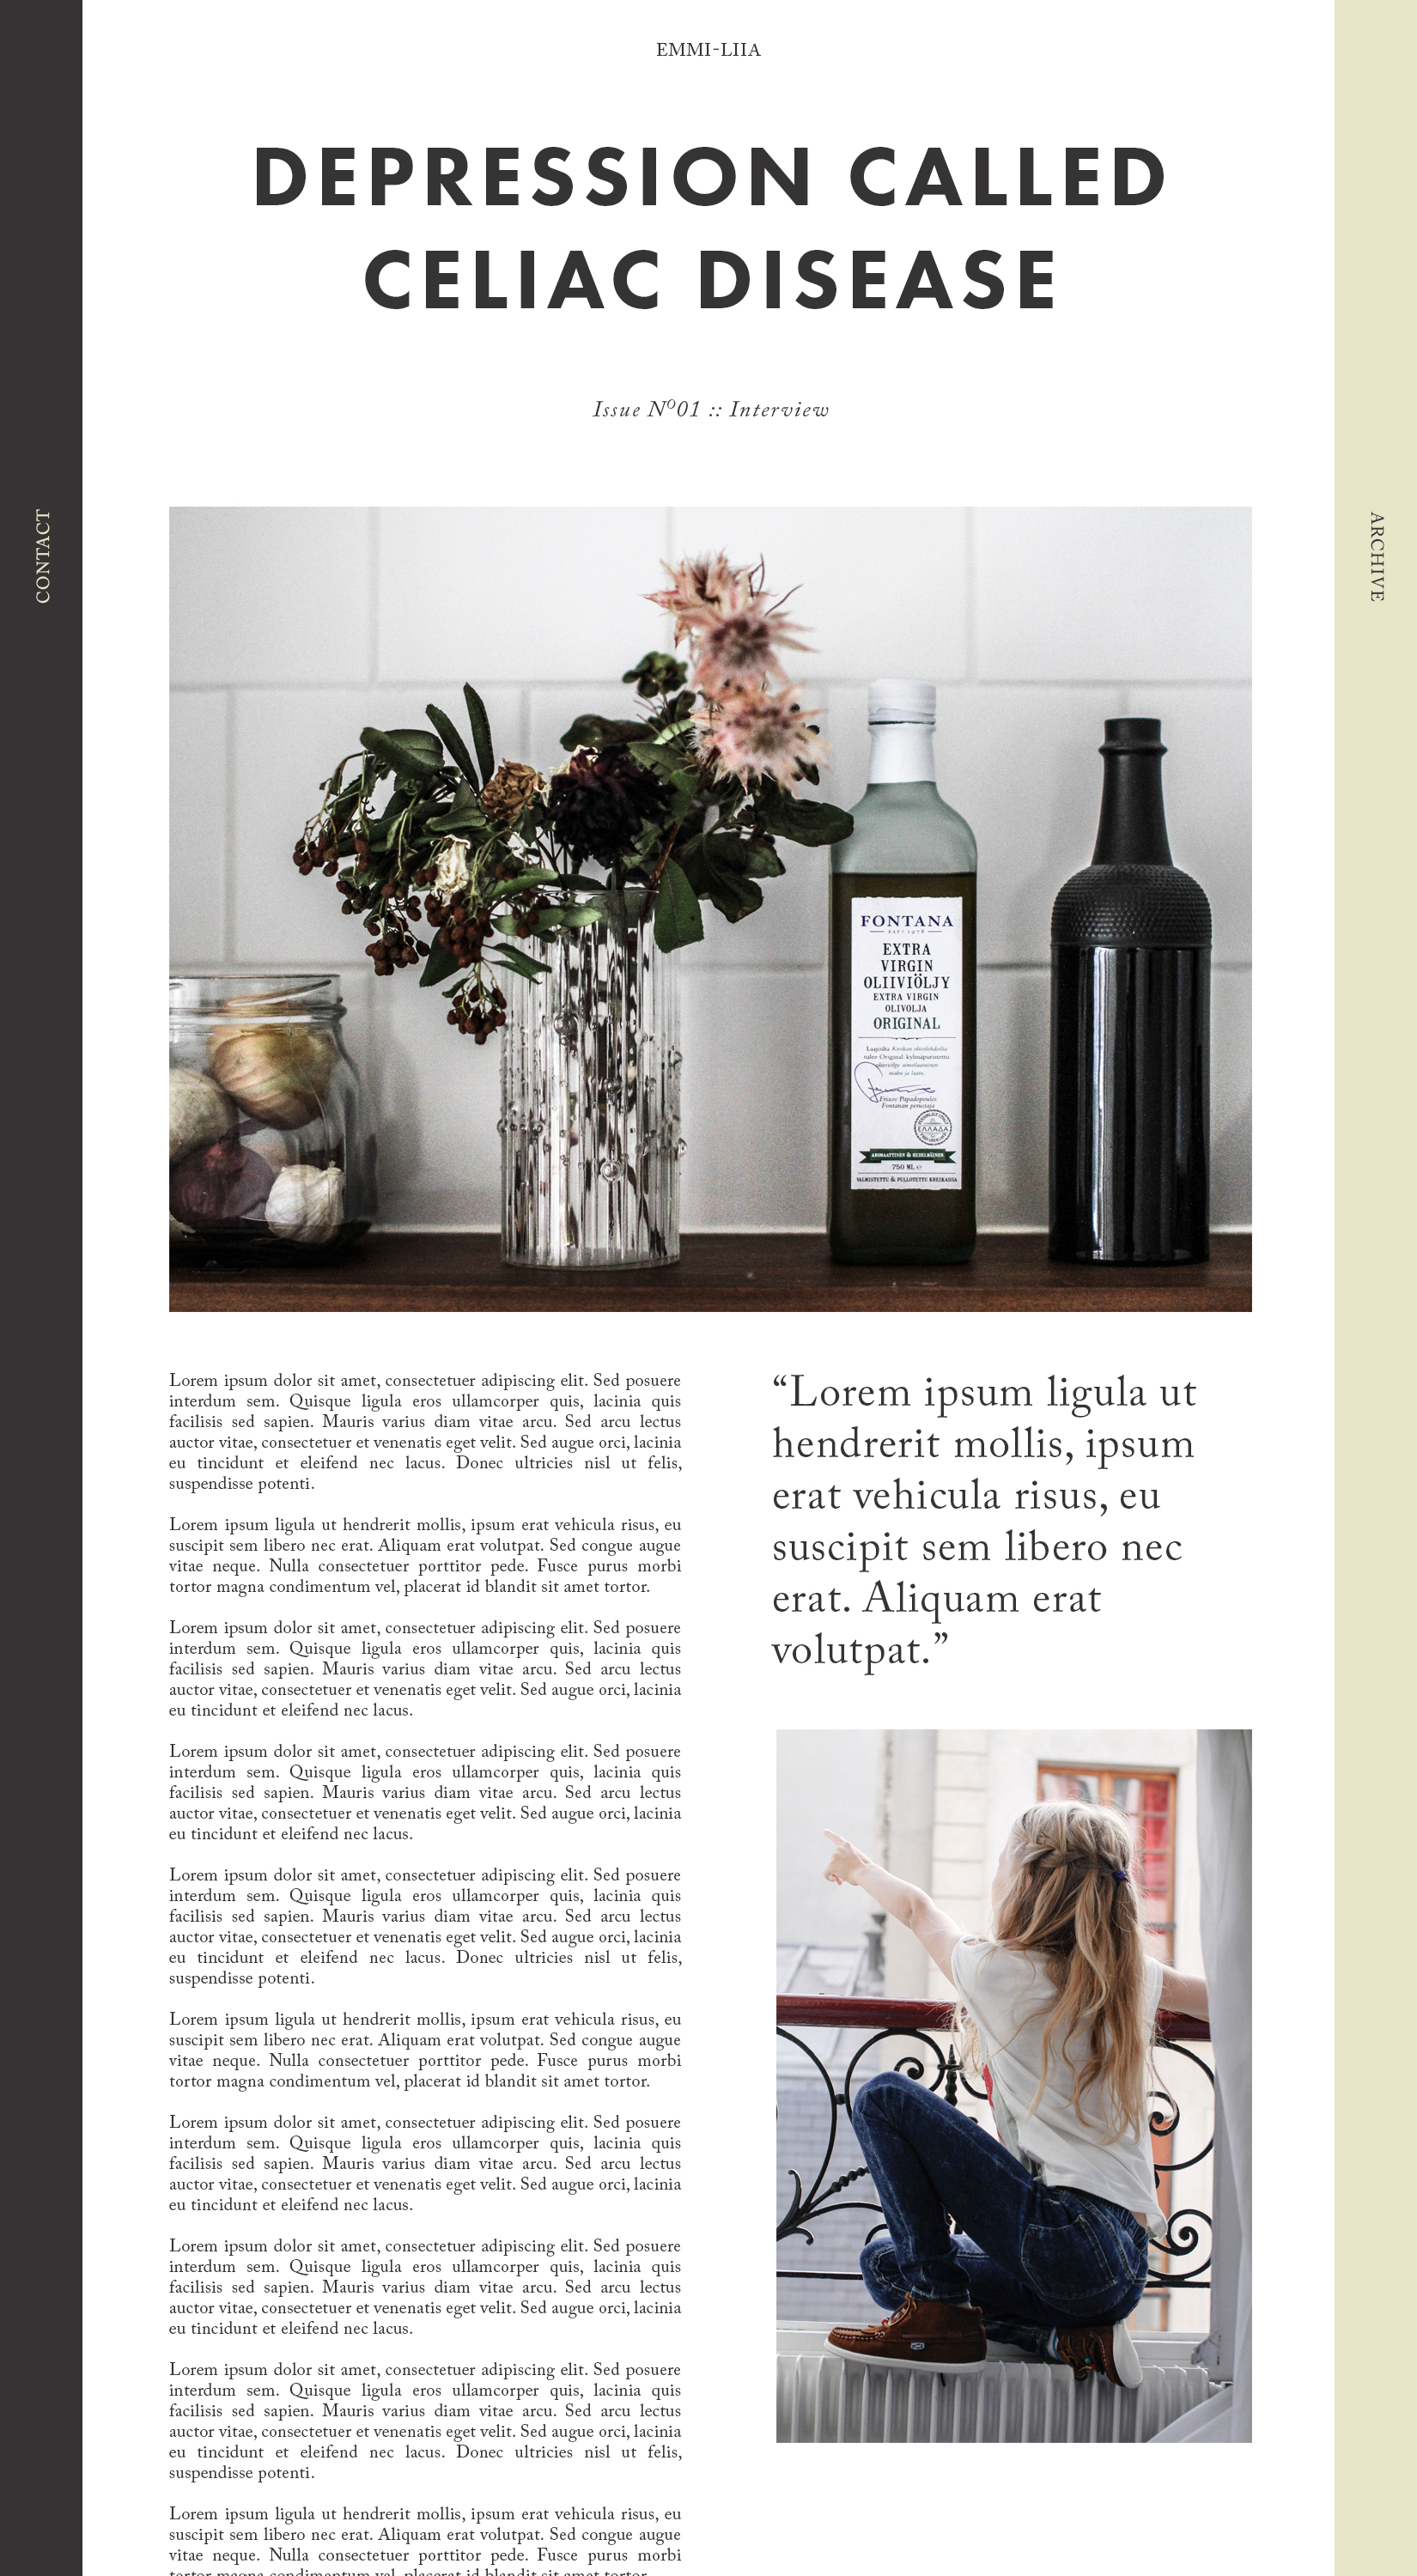 EMMI-LIIA
DEPRESSION CALLED
CELIAC DISEASE
Issue Nº01 :: Interview
CONTACT
ARCHIVE
FONTANA
EST 1978
EXTRA
VIRGIN
OLIIVIÖLJY
EXTRA VIRGIN
OLIVOLJA
ORIGINAL
ΕΛΛΑΔΑ
AROMAATTINEN & HEDELMÄINEN
750 ML e
VALMISTETTU & PULLOTETTU KREIKASSA
Lorem ipsum dolor sit amet, consectetuer adipiscing elit. Sed posuere
interdum sem. Quisque ligula eros ullamcorper quis, lacinia quis
facilisis sed sapien. Mauris varius diam vitae arcu. Sed arcu lectus
auctor vitae, consectetuer et venenatis eget velit. Sed augue orci, lacinia
eu tincidunt et eleifend nec lacus. Donec ultricies nisl ut felis,
suspendisse potenti.
Lorem ipsum ligula ut hendrerit mollis, ipsum erat vehicula risus, eu
suscipit sem libero nec erat. Aliquam erat volutpat. Sed congue augue
vitae neque. Nulla consectetuer porttitor pede. Fusce purus morbi
tortor magna condimentum vel, placerat id blandit sit amet tortor.
Lorem ipsum dolor sit amet, consectetuer adipiscing elit. Sed posuere
interdum sem. Quisque ligula eros ullamcorper quis, lacinia quis
facilisis sed sapien. Mauris varius diam vitae arcu. Sed arcu lectus
auctor vitae, consectetuer et venenatis eget velit. Sed augue orci, lacinia
eu tincidunt et eleifend nec lacus.
Lorem ipsum dolor sit amet, consectetuer adipiscing elit. Sed posuere
interdum sem. Quisque ligula eros ullamcorper quis, lacinia quis
facilisis sed sapien. Mauris varius diam vitae arcu. Sed arcu lectus
auctor vitae, consectetuer et venenatis eget velit. Sed augue orci, lacinia
eu tincidunt et eleifend nec lacus.
Lorem ipsum dolor sit amet, consectetuer adipiscing elit. Sed posuere
interdum sem. Quisque ligula eros ullamcorper quis, lacinia quis
facilisis sed sapien. Mauris varius diam vitae arcu. Sed arcu lectus
auctor vitae, consectetuer et venenatis eget velit. Sed augue orci, lacinia
eu tincidunt et eleifend nec lacus. Donec ultricies nisl ut felis,
suspendisse potenti.
Lorem ipsum ligula ut hendrerit mollis, ipsum erat vehicula risus, eu
suscipit sem libero nec erat. Aliquam erat volutpat. Sed congue augue
vitae neque. Nulla consectetuer porttitor pede. Fusce purus morbi
tortor magna condimentum vel, placerat id blandit sit amet tortor.
Lorem ipsum dolor sit amet, consectetuer adipiscing elit. Sed posuere
interdum sem. Quisque ligula eros ullamcorper quis, lacinia quis
facilisis sed sapien. Mauris varius diam vitae arcu. Sed arcu lectus
auctor vitae, consectetuer et venenatis eget velit. Sed augue orci, lacinia
eu tincidunt et eleifend nec lacus.
Lorem ipsum dolor sit amet, consectetuer adipiscing elit. Sed posuere
interdum sem. Quisque ligula eros ullamcorper quis, lacinia quis
facilisis sed sapien. Mauris varius diam vitae arcu. Sed arcu lectus
auctor vitae, consectetuer et venenatis eget velit. Sed augue orci, lacinia
eu tincidunt et eleifend nec lacus.
Lorem ipsum dolor sit amet, consectetuer adipiscing elit. Sed posuere
interdum sem. Quisque ligula eros ullamcorper quis, lacinia quis
facilisis sed sapien. Mauris varius diam vitae arcu. Sed arcu lectus
auctor vitae, consectetuer et venenatis eget velit. Sed augue orci, lacinia
eu tincidunt et eleifend nec lacus. Donec ultricies nisl ut felis,
suspendisse potenti.
Lorem ipsum ligula ut hendrerit mollis, ipsum erat vehicula risus, eu
suscipit sem libero nec erat. Aliquam erat volutpat. Sed congue augue
vitae neque. Nulla consectetuer porttitor pede. Fusce purus morbi
tortor magna condimentum vel, placerat id blandit sit amet tortor.
“Lorem ipsum ligula ut
hendrerit mollis, ipsum
erat vehicula risus, eu
suscipit sem libero nec
erat. Aliquam erat
volutpat.”